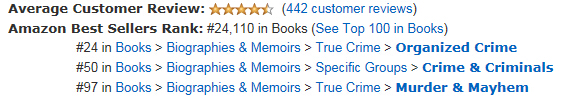 Average Customer Review: (442 customer reviews)
Amazon Best Sellers Rank: #24,110 in Books (See Top 100 in Books)
#24 in Books > Biographies & Memoirs > True Crime > Organized Crime
#50 in Books > Biographies & Memoirs > Specific Groups > Crime & Criminals
#97 in Books > Biographies & Memoirs > True Crime > Murder & Mayhem